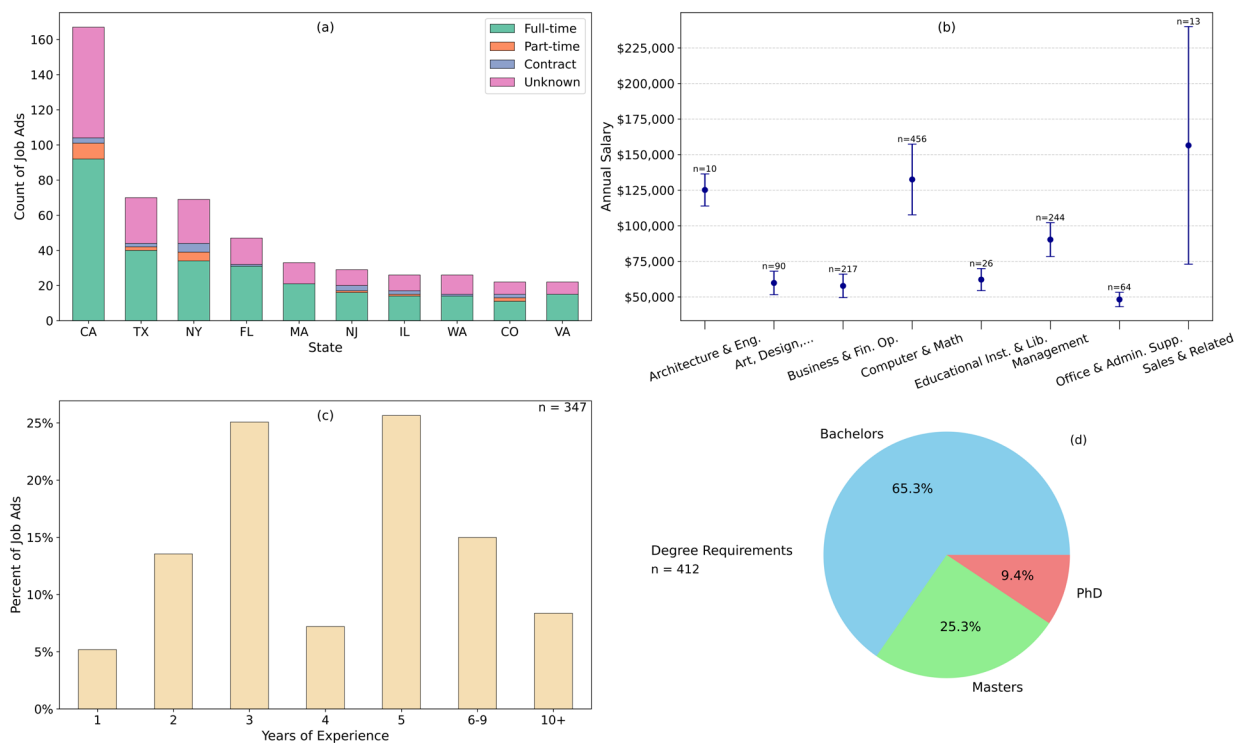 (a)
Full-time
Part-time
Contract
Unknown
Count of Job Ads
160
140
120
100
80
60
40
20
0
CA TX NY FL MA NJ IL WA CO VA
State
(b)
Annual Salary
$225,000
$200,000
$175,000
$150,000
$125,000
$100,000
$75,000
$50,000
n=10
n=90
n=217
n=456
n=26
n=244
n=64
n=13
Architecture & Eng.
Art, Design,...
Business & Fin. Op.
Computer & Math
Educational Inst. & Lib.
Management
Office & Admin. Supp.
Sales & Related
(c)
n = 347
Percent of Job Ads
25%
20%
15%
10%
5%
0%
1 2 3 4 5 6-9 10+
Years of Experience
(d)
Bachelors
65.3%
Degree Requirements
n = 412
9.4%
PhD
25.3%
Masters